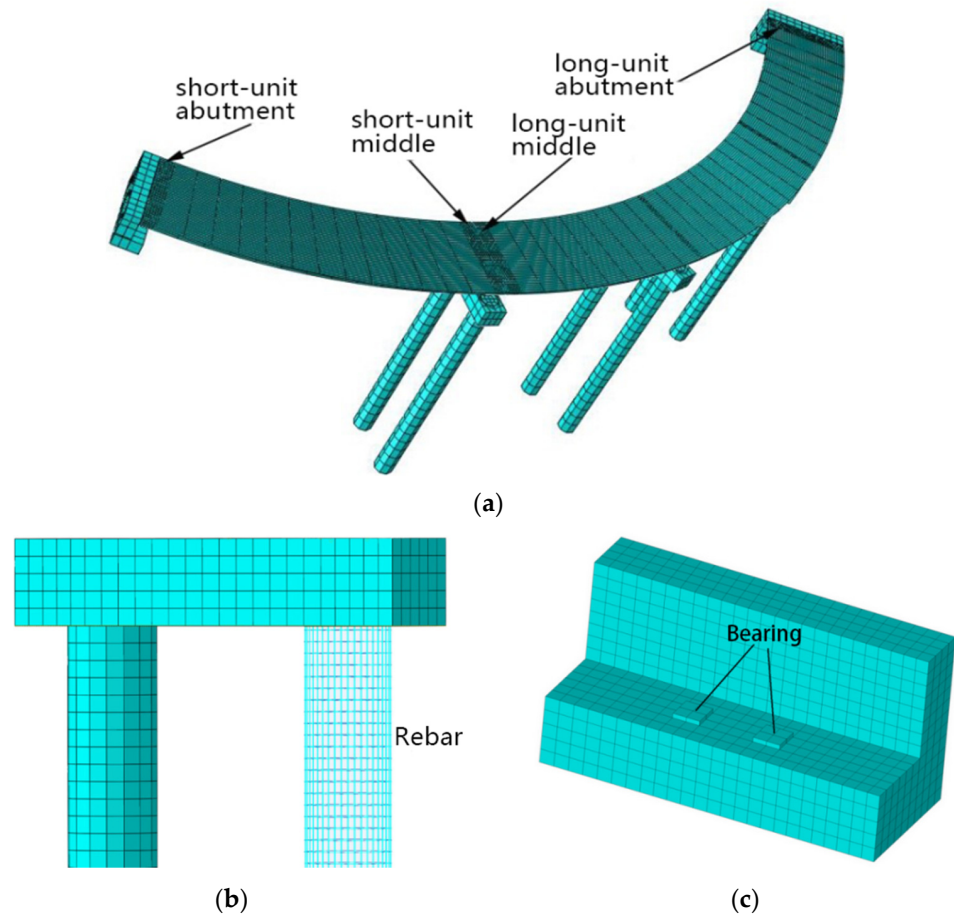 short-unit
abutment
short-unit
middle
long-unit
middle
long-unit
abutment
(a)
Rebar
Bearing
(b)
(c)